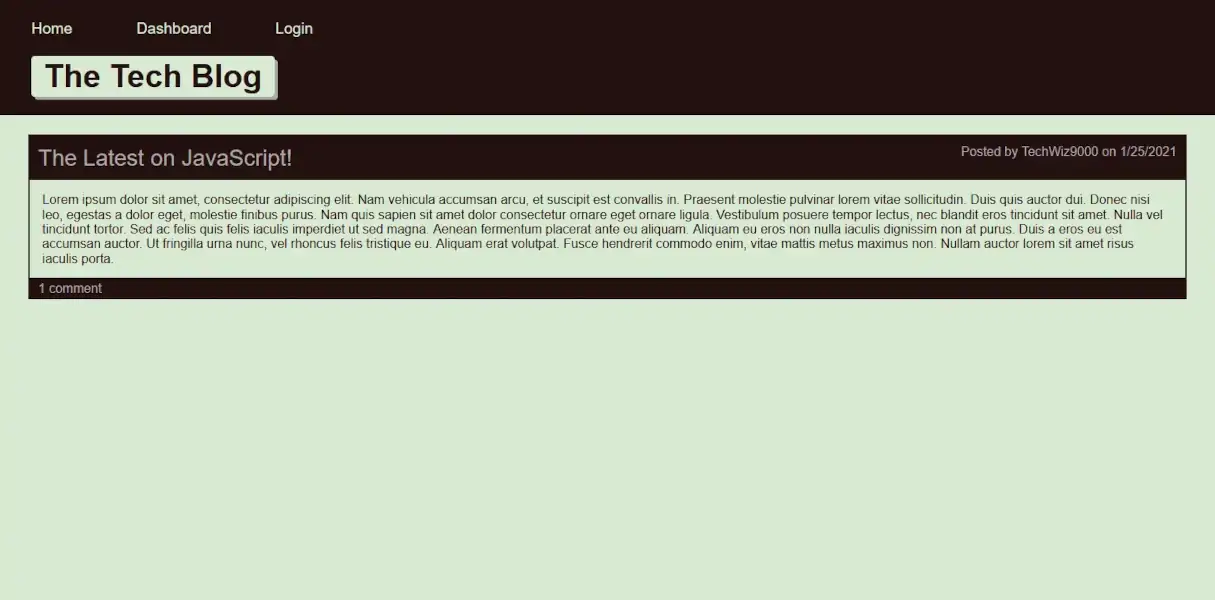 Home Dashboard Login
The Tech Blog
The Latest on JavaScript! Posted by TechWiz9000 on 1/25/2021
Lorem ipsum dolor sit amet, consectetur adipiscing elit. Nam vehicula accumsan arcu, et suscipit est convallis in. Praesent molestie pulvinar lorem vitae sollicitudin. Duis quis auctor dui. Donec nisi
leo, egestas a dolor eget, molestie finibus purus. Nam quis sapien sit amet dolor consectetur ornare eget ornare ligula. Vestibulum posuere tempor lectus, nec blandit eros tincidunt sit amet. Nulla vel
tincidunt tortor. Sed ac felis quis felis iaculis imperdiet ut sed magna. Aenean fermentum placerat ante eu aliquam. Aliquam eu eros non nulla iaculis dignissim non at purus. Duis a eros eu est
accumsan auctor. Ut fringilla urna nunc, vel rhoncus felis tristique eu. Aliquam erat volutpat. Fusce hendrerit commodo enim, vitae mattis metus maximus non. Nullam auctor lorem sit amet risus
iaculis porta.
1 comment